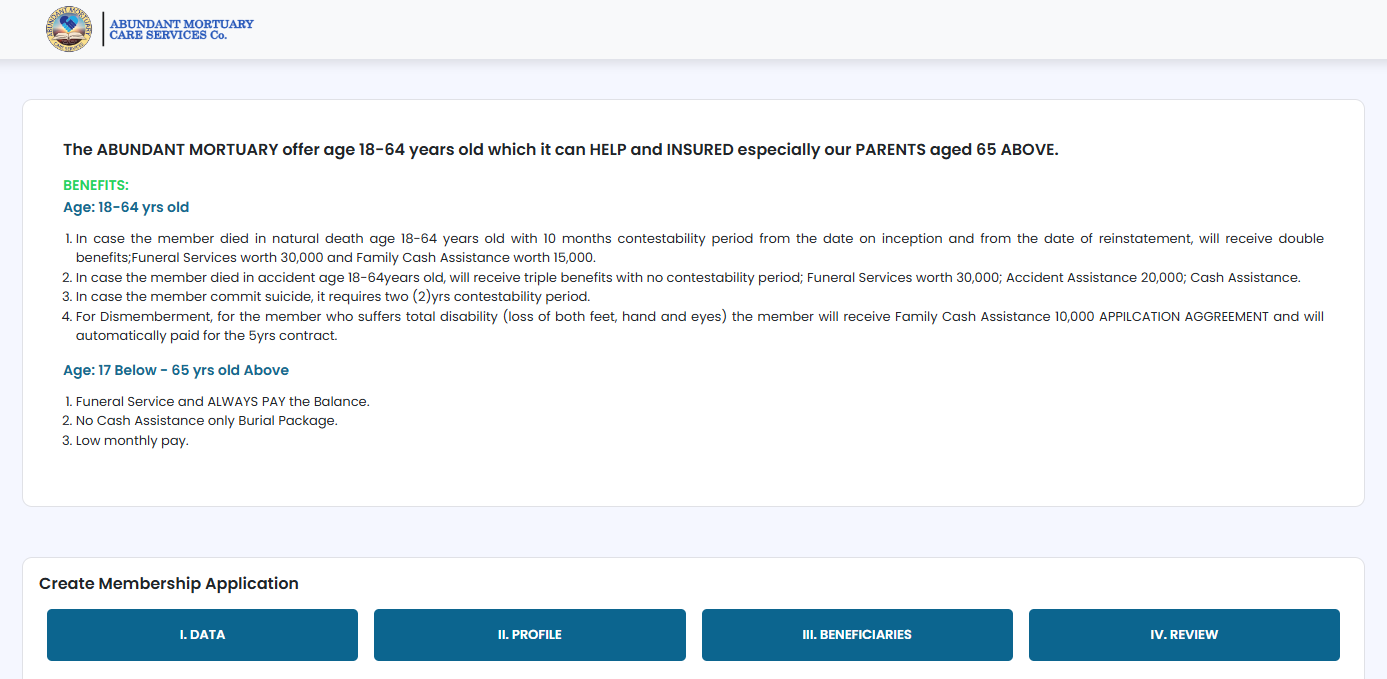 ABUNDANT MORTUARY
CARE SERVICES Co.
The ABUNDANT MORTUARY offer age 18-64 years old which it can HELP and INSURED especially our PARENTS aged 65 ABOVE.
BENEFITS:
Age: 18-64 yrs old
1. In case the member died in natural death age 18-64 years old with 10 months contestability period from the date on inception and from the date of reinstatement, will receive double
benefits;Funeral Services worth 30,000 and Family Cash Assistance worth 15,000.
2. In case the member died in accident age 18-64years old, will receive triple benefits with no contestability period; Funeral Services worth 30,000; Accident Assistance 20,000; Cash Assistance.
3. In case the member commit suicide, it requires two (2)yrs contestability period.
4. For Dismemberment, for the member who suffers total disability (loss of both feet, hand and eyes) the member will receive Family Cash Assistance 10,000 APPILCATION AGGREEMENT and will
automatically paid for the 5yrs contract.
Age: 17 Below - 65 yrs old Above
1. Funeral Service and ALWAYS PAY the Balance.
2. No Cash Assistance only Burial Package.
3. Low monthly pay.
Create Membership Application
I. DATA
II. PROFILE
III. BENEFICIARIES
IV. REVIEW